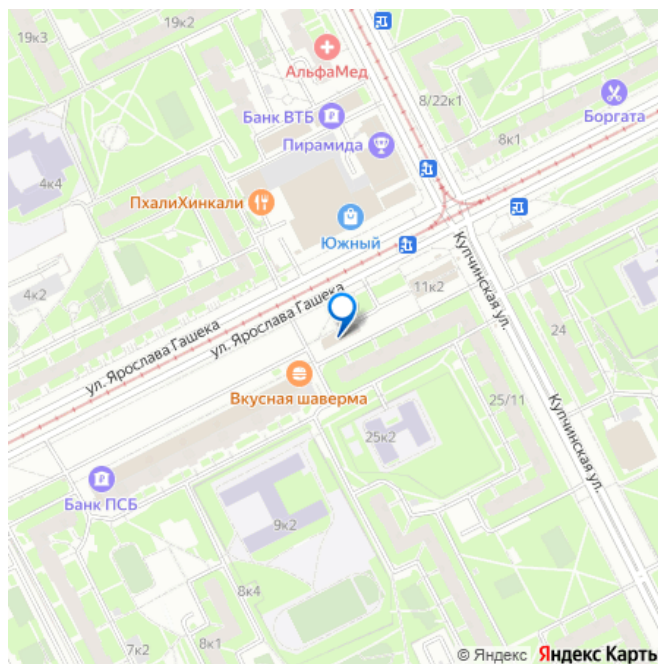 19к2
19к3
АльфаМед
8/22к1
Банк ВТБ
Боргата
Пирамида
8к1
4к4
ПхалиХинкали
Южный
Купчинская ул.
4к2
11к2
ул. Ярослава Гашека
ул. Ярослава Гашека
24
Вкусная шаверма
25/11
Купчинская ул.
25к2
Банк ПСБ
9к2
8к4
8к1
7к2
© Яндекс Яндекс Карть